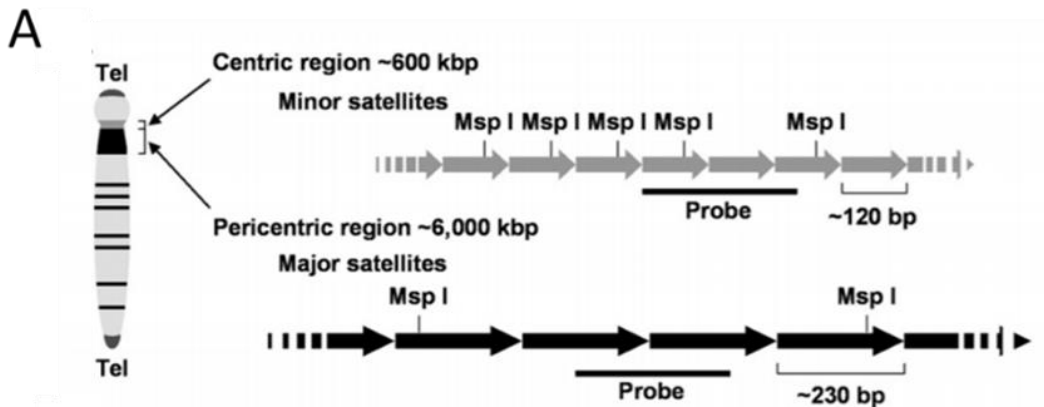 A
Tel
Centric region ~600 kbp
Minor satellites
Msp I Msp I Msp I Msp I Msp I
Probe
~120 bp
Pericentric region ~6,000 kbp
Major satellites
Msp I Msp I
Probe
~230 bp
Tel